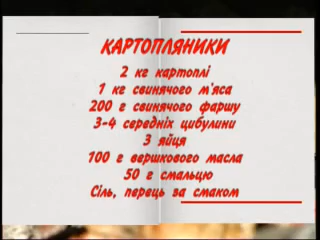 КАРТОПЛЯНИКИ
2 кг картоплі
1 кг свинячого м'яса
200 г свинячого фаршу
3-4 середніх цибулини
3 яйця
100 г вершкового масла
50 г смальцю
Сіль, перець за смаком